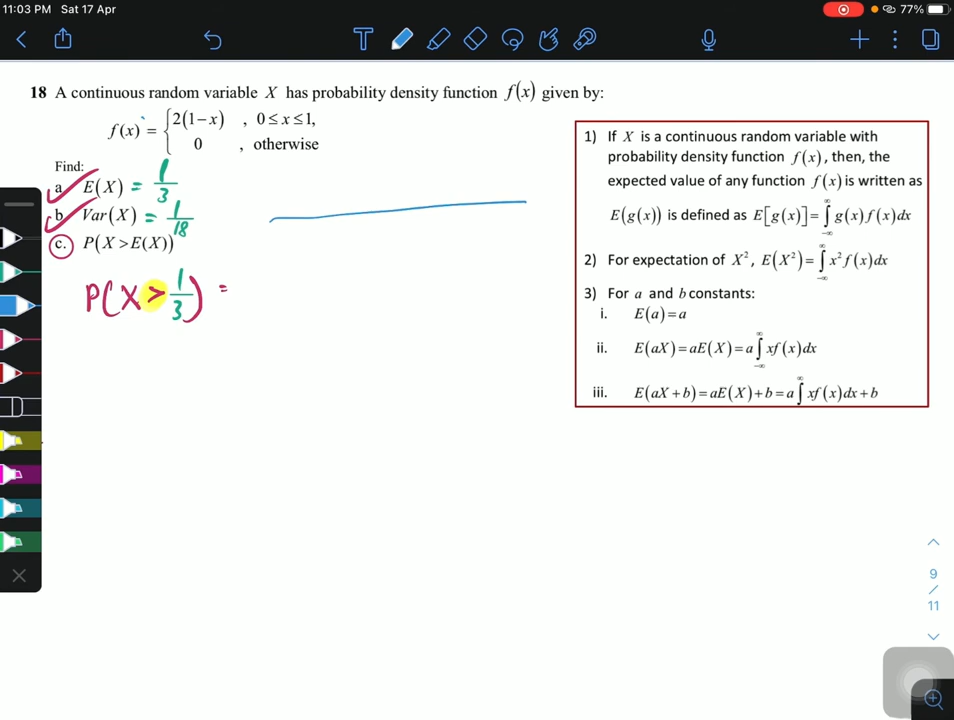 11:03 PM Sat 17 Apr
77%
18 A continuous random variable X has probability density function f(x) given by:
f(x) = { 2(1−x) , 0≤x≤1,
0 , otherwise
Find:
a E(X) = 1/3
b. Var(X) = 1/18
c. P(X>E(X))
P(X > 1/3) =
1) If X is a continuous random variable with
probability density function f(x), then, the
expected value of any function f(x) is written as
E(g(x)) is defined as E[g(x)] = ∫_{−∞}^{∞} g(x)f(x)dx
2) For expectation of X², E(X²) = ∫_{−∞}^{∞} x²f(x)dx
3) For a and b constants:
i. E(a)=a
ii. E(aX)=aE(X)=a∫_{−∞}^{∞} xf(x)dx
iii. E(aX+b)=aE(X)+b=a∫_{−∞}^{∞} xf(x)dx+b
9
/
11